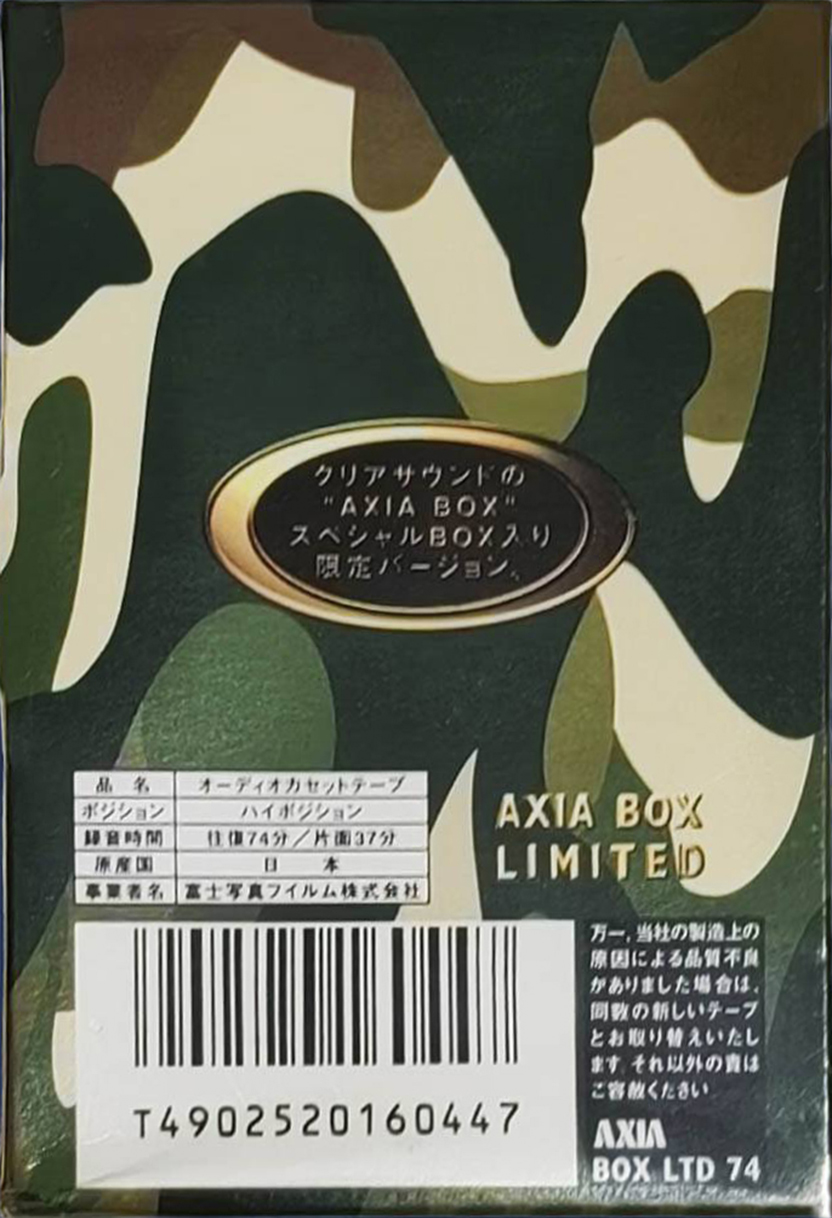 クリアサウンドの
"AXIA BOX"
スペシャルBOX入り
限定バージョン。
品 名 オーディオカセットテープ
ポジション ハイポジション
録音時間 往復74分／片面37分
原産国 日 本
事業者名 富士写真フイルム株式会社
AXIA BOX
LIMITED
T4902520160447
万一、当社の製造上の
原因による品質不良
がありました場合は、
同数の新しいテープ
とお取り替えいたし
ます。それ以外の責は
ご容赦ください
AXIA
BOX LTD 74